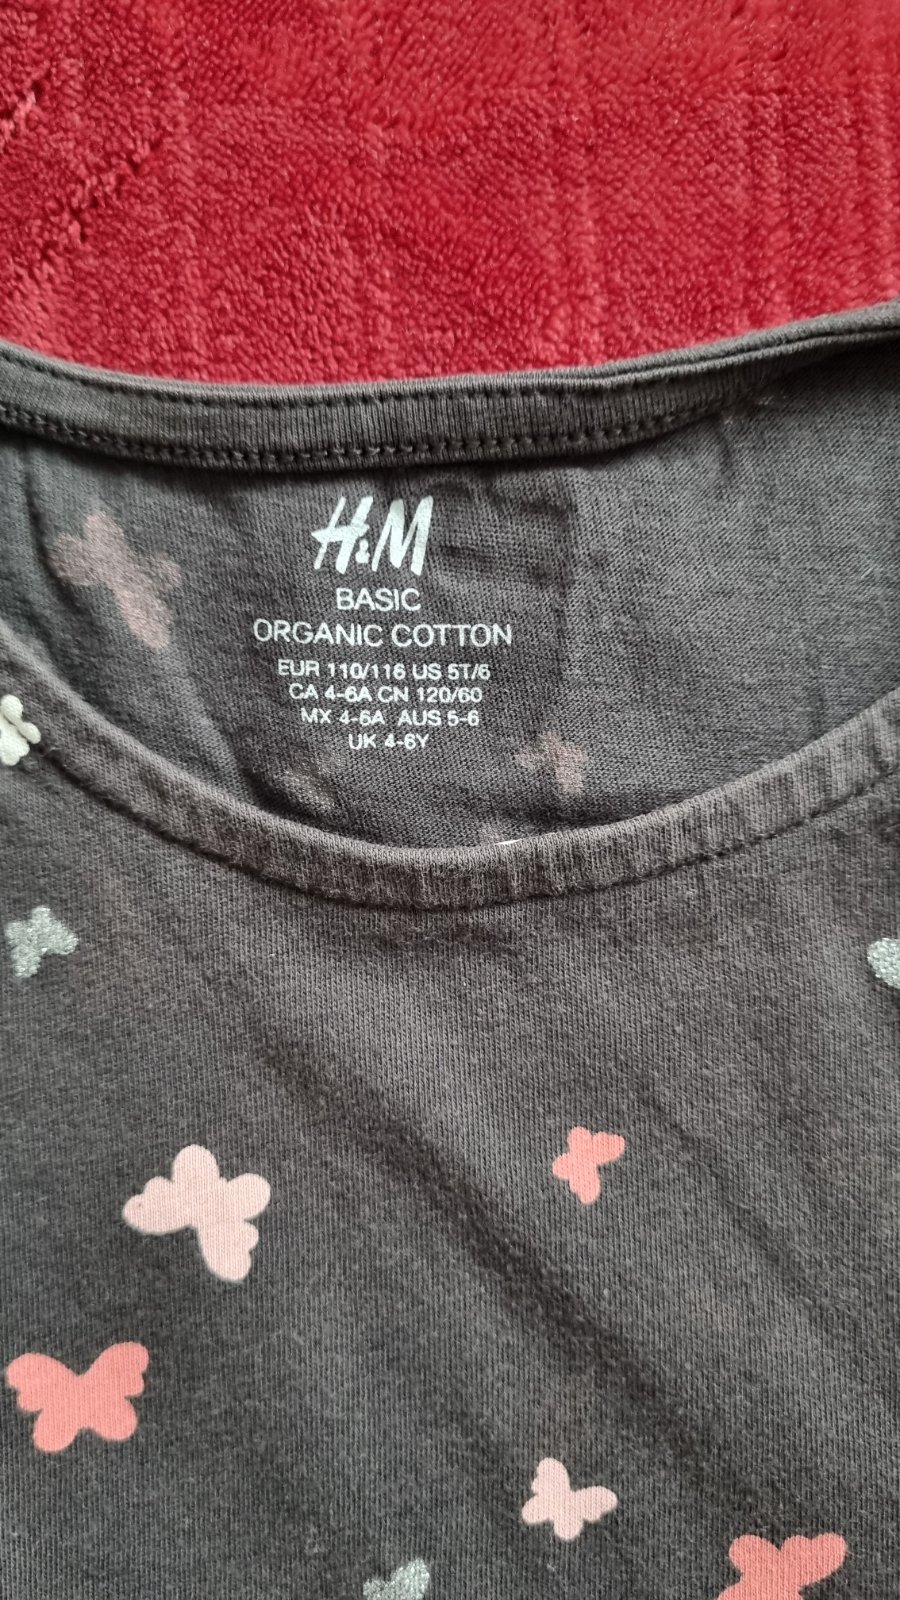 H&M
BASIC
ORGANIC COTTON
EUR 110/116 US 5T/6
CA 4-6A CN 120/60
MX 4-6A AUS 5-6
UK 4-6Y